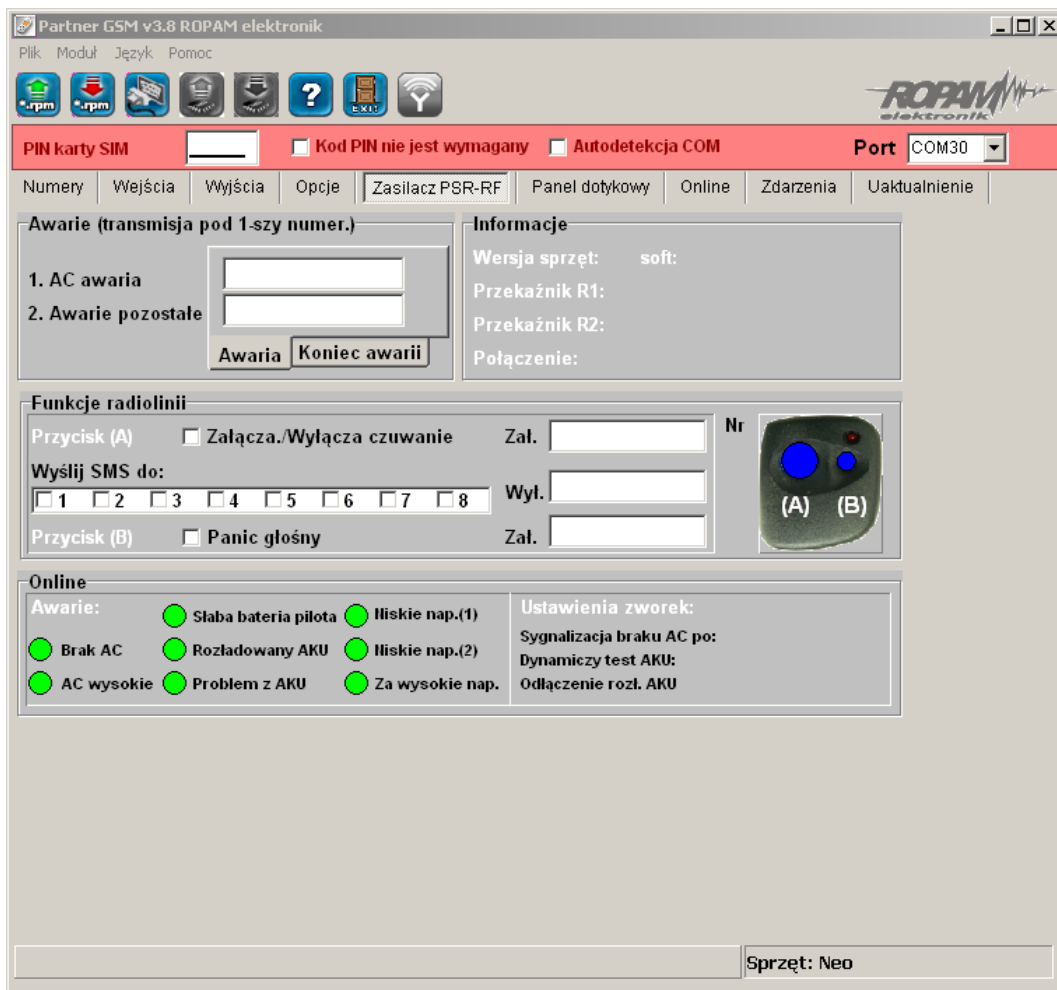 Partner GSM v3.8 ROPAM elektronik
Plik Moduł Język Pomoc
*.rpm *.rpm ? EXIT
ROPAM elektronik
PIN karty SIM Kod PIN nie jest wymagany Autodetekcja COM Port COM30
Numery Wejścia Wyjścia Opcje Zasilacz PSR-RF Panel dotykowy Online Zdarzenia Uaktualnienie
Awarie (transmisja pod 1-szy numer.)
1. AC awaria
2. Awarie pozostałe
Awaria Koniec awarii
Informacje
Wersja sprzęt: soft:
Przekaźnik R1:
Przekaźnik R2:
Połączenie:
Funkcje radiolinii
Przycisk (A) Załącza./Wyłącza czuwanie Zał. Nr
Wyślij SMS do:
1 2 3 4 5 6 7 8 Wył.
Przycisk (B) Panic głośny Zał.
(A) (B)
Online
Awarie: Słaba bateria pilota Niskie nap.(1)
Brak AC Rozładowany AKU Niskie nap.(2)
AC wysokie Problem z AKU Za wysokie nap.
Ustawienia zworek:
Sygnalizacja braku AC po:
Dynamiczy test AKU:
Odłączenie rozł. AKU
Sprzęt: Neo